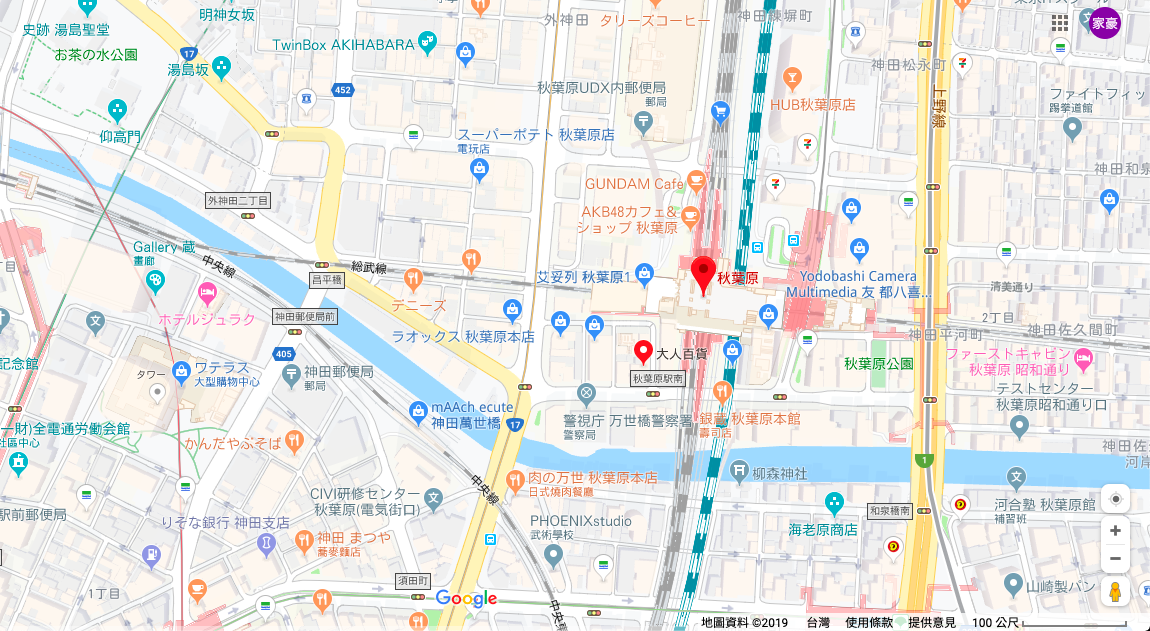 明神女坂
外神田
タリーズコーヒー
神田練塀町
家豪
史跡 湯島聖堂
お茶の水公園
17
TwinBox AKIHABARA
湯島坂
452
神田松永町
上野線
秋葉原UDX内郵便局
郵局
HUB秋葉原店
ファイトフィッ
踢拳道館
仰高門
スーパーポテト 秋葉原店
電玩店
神田和泉
GUNDAM Cafe
外神田二丁目
AKB48カフェ&
ショップ 秋葉原
Gallery 蔵
畫廊
中央線
総武線
昌平橋
艾姿列 秋葉原1
秋葉原
Yodobashi Camera
Multimedia 友 都八喜...
清美通り
ホテルジュラク
デニーズ
神田郵便局前
2丁目
神田佐久間町
神田平河町
ラオックス 秋葉原本店
大人百貨
405
ワテラス
大型購物中心
タワー
神田郵便局
郵局
秋葉原駅南
秋葉原公園
ファーストキャビン
秋葉原 昭和通り
テストセンター
秋葉原昭和通り口
記念館
mAAch ecute
神田萬世橋
17
警視庁 万世橋警察署
警察局
銀蔵 秋葉原本館
壽司店
一財)全電通労働会館
社區中心
かんだやぶそば
神田佐
河岸
1
肉の万世 秋葉原本店
日式燒肉餐廳
柳森神社
中央線
CIVI研修センター
秋葉原(電気街口)
河合塾 秋葉原館
補習班
和泉橋南
駅前郵便局
りそな銀行 神田支店
PHOENIXstudio
武術學校
海老原商店
神田 まつや
蕎麥麵店
須田町
1丁目
山崎製パン
Google
地圖資料 ©2019
台灣
使用條款
提供意見
100 公尺